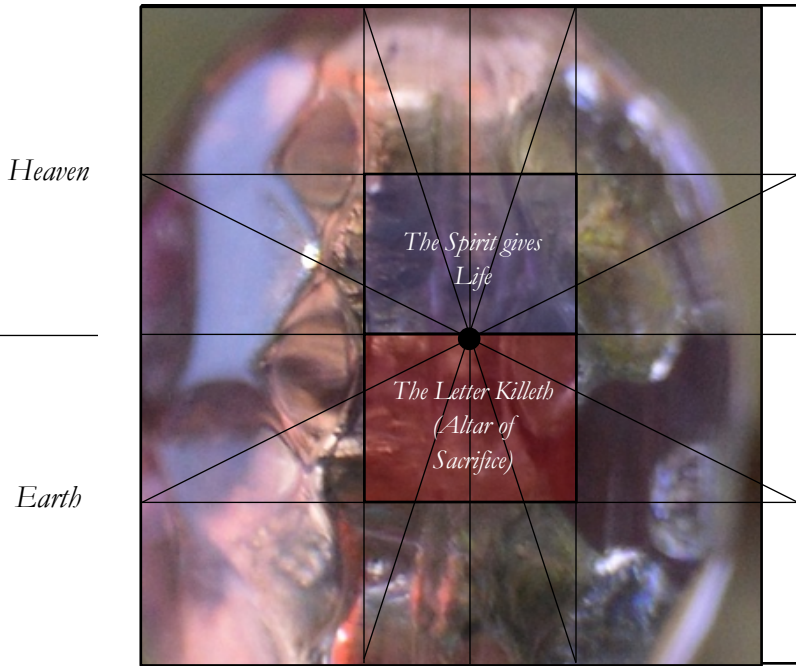 Heaven
The Spirit gives
Life
The Letter Killeth
(Altar of
Sacrifice)
Earth